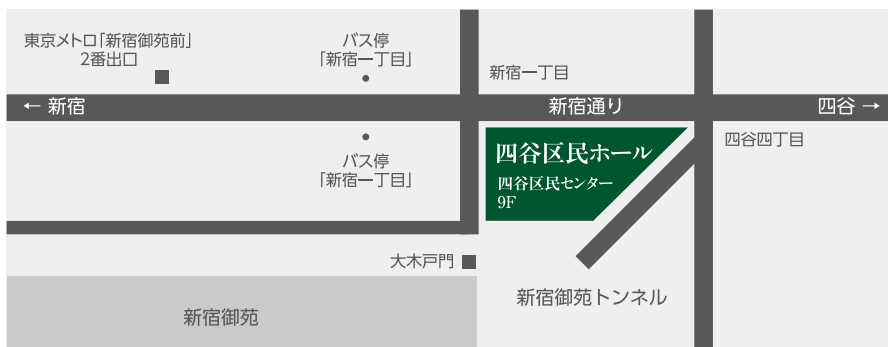 東京メトロ「新宿御苑前」
2番出口
バス停
「新宿一丁目」
新宿一丁目
← 新宿
新宿通り
四谷 →
バス停
「新宿一丁目」
四谷区民ホール
四谷区民センター
9F
四谷四丁目
大木戸門
新宿御苑トンネル
新宿御苑